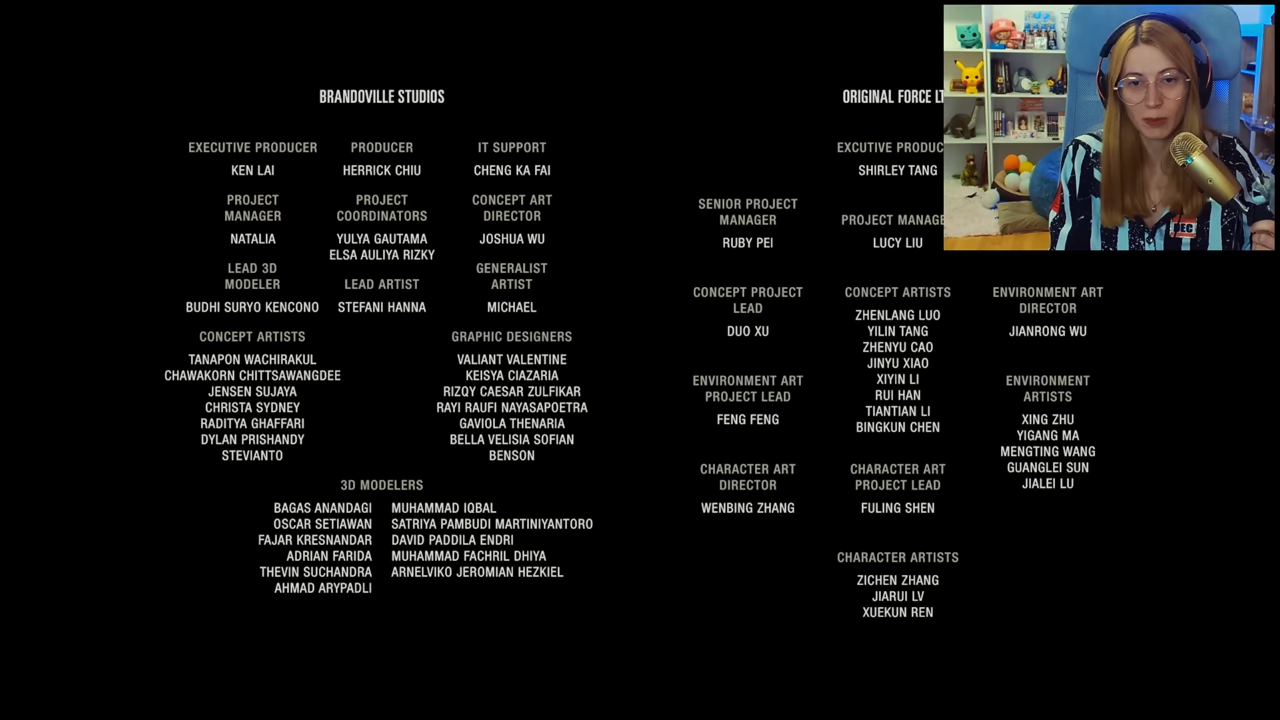 BRANDOVILLE STUDIOS
EXECUTIVE PRODUCER
KEN LAI
PRODUCER
HERRICK CHIU
IT SUPPORT
CHENG KA FAI
PROJECT
MANAGER
NATALIA
PROJECT
COORDINATORS
YULYA GAUTAMA
ELSA AULIYA RIZKY
CONCEPT ART
DIRECTOR
JOSHUA WU
LEAD 3D
MODELER
BUDHI SURYO KENCONO
LEAD ARTIST
STEFANI HANNA
GENERALIST
ARTIST
MICHAEL
CONCEPT ARTISTS
TANAPON WACHIRAKUL
CHAWAKORN CHITTSAWANGDEE
JENSEN SUJAYA
CHRISTA SYDNEY
RADITYA GHAFFARI
DYLAN PRISHANDY
STEVIANTO
GRAPHIC DESIGNERS
VALIANT VALENTINE
KEISYA CIAZARIA
RIZQY CAESAR ZULFIKAR
RAYI RAUFI NAYASAPOETRA
GAVIOLA THENARIA
BELLA VELISIA SOFIAN
BENSON
3D MODELERS
BAGAS ANANDAGI
OSCAR SETIAWAN
FAJAR KRESNANDAR
ADRIAN FARIDA
THEVIN SUCHANDRA
AHMAD ARYPADLI
MUHAMMAD IQBAL
SATRIYA PAMBUDI MARTINIYANTORO
DAVID PADDILA ENDRI
MUHAMMAD FACHRIL DHIYA
ARNELVIKO JEROMIAN HEZKIEL
ORIGINAL FORCE LT
EXCUTIVE PRODUC
SHIRLEY TANG
SENIOR PROJECT
MANAGER
RUBY PEI
PROJECT MANAGE
LUCY LIU
CONCEPT PROJECT
LEAD
DUO XU
CONCEPT ARTISTS
ZHENLANG LUO
YILIN TANG
ZHENYU CAO
JINYU XIAO
XIYIN LI
RUI HAN
TIANTIAN LI
BINGKUN CHEN
ENVIRONMENT ART
DIRECTOR
JIANRONG WU
ENVIRONMENT ART
PROJECT LEAD
FENG FENG
ENVIRONMENT
ARTISTS
XING ZHU
YIGANG MA
MENGTING WANG
GUANGLEI SUN
JIALEI LU
CHARACTER ART
DIRECTOR
WENBING ZHANG
CHARACTER ART
PROJECT LEAD
FULING SHEN
CHARACTER ARTISTS
ZICHEN ZHANG
JIARUI LV
XUEKUN REN